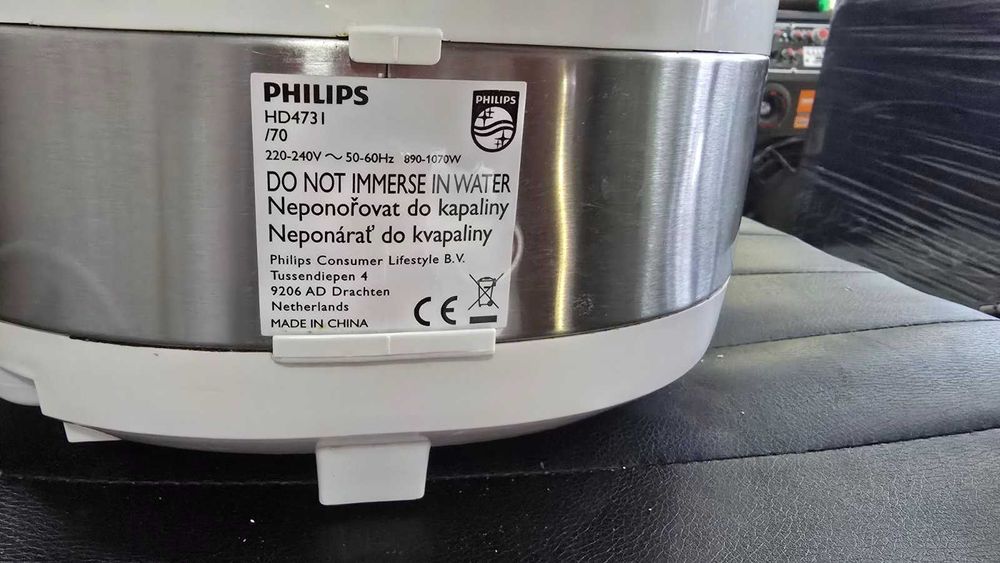 PHILIPS
HD4731
/70
PHILIPS
220-240V ~ 50-60Hz 890-1070W
DO NOT IMMERSE IN WATER
Neponořovat do kapaliny
Neponárať do kvapaliny
Philips Consumer Lifestyle B.V.
Tussendiepen 4
9206 AD Drachten
Netherlands
MADE IN CHINA
CE